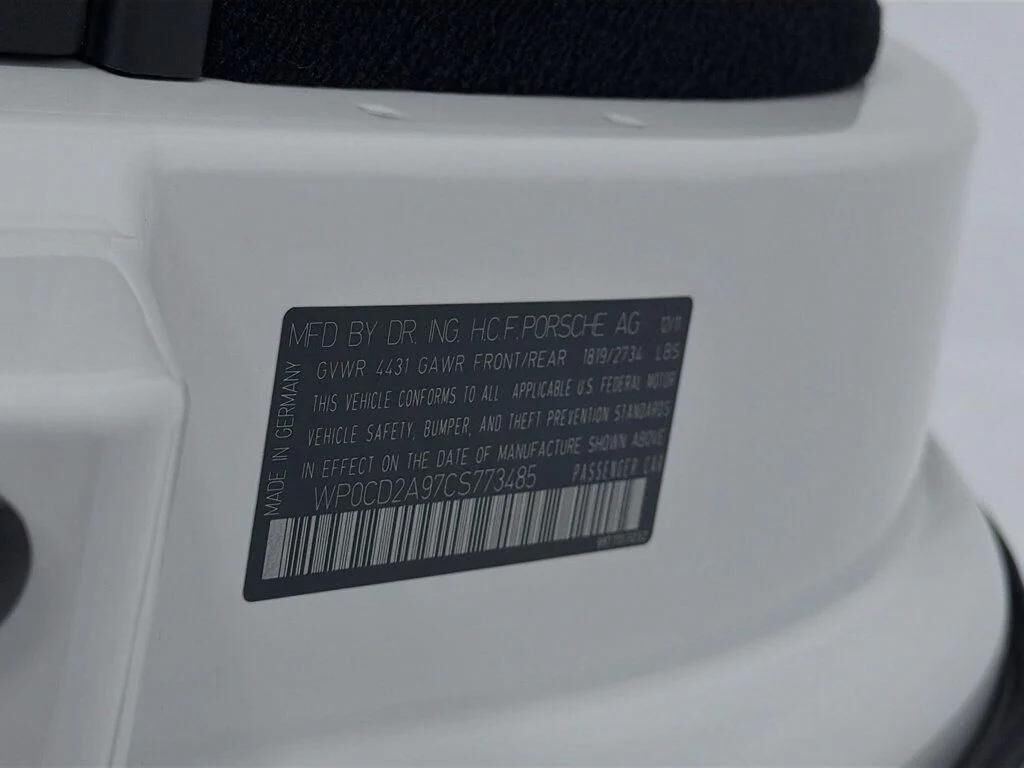 MFD BY DR. ING. H.C.F. PORSCHE AG 12/11
GVWR 4431 GAWR FRONT/REAR 1819/2734 LBS
THIS VEHICLE CONFORMS TO ALL APPLICABLE U.S. FEDERAL MOTOR
VEHICLE SAFETY, BUMPER, AND THEFT PREVENTION STANDARDS
IN EFFECT ON THE DATE OF MANUFACTURE SHOWN ABOVE
WP0CD2A97CS773485 PASSENGER CAR
MADE IN GERMANY